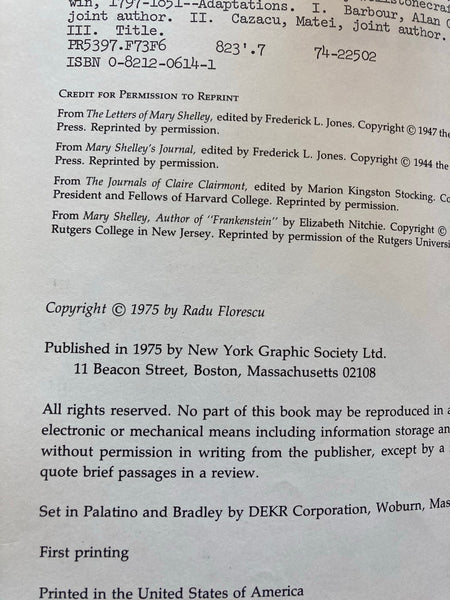 win, 1797-1851--Adaptations. I. Barbour, Alan
joint author. II. Cazacu, Matei, joint author.
III. Title.
PR5397.F73F6 823'.7 74-22502
ISBN 0-8212-0614-1
CREDIT FOR PERMISSION TO REPRINT
From The Letters of Mary Shelley, edited by Frederick L. Jones. Copyright © 1947 the
Press. Reprinted by permission.
From Mary Shelley's Journal, edited by Frederick L. Jones. Copyright © 1944 the
Press. Reprinted by permission.
From The Journals of Claire Clairmont, edited by Marion Kingston Stocking.
President and Fellows of Harvard College. Reprinted by permission.
From Mary Shelley, Author of "Frankenstein" by Elizabeth Nitchie. Copyright ©
Rutgers College in New Jersey. Reprinted by permission of the Rutgers
Copyright © 1975 by Radu Florescu
Published in 1975 by New York Graphic Society Ltd.
11 Beacon Street, Boston, Massachusetts 02108
All rights reserved. No part of this book may be reproduced in
electronic or mechanical means including information storage
without permission in writing from the publisher, except by a
quote brief passages in a review.
Set in Palatino and Bradley by DEKR Corporation, Woburn,
First printing
Printed in the United States of America